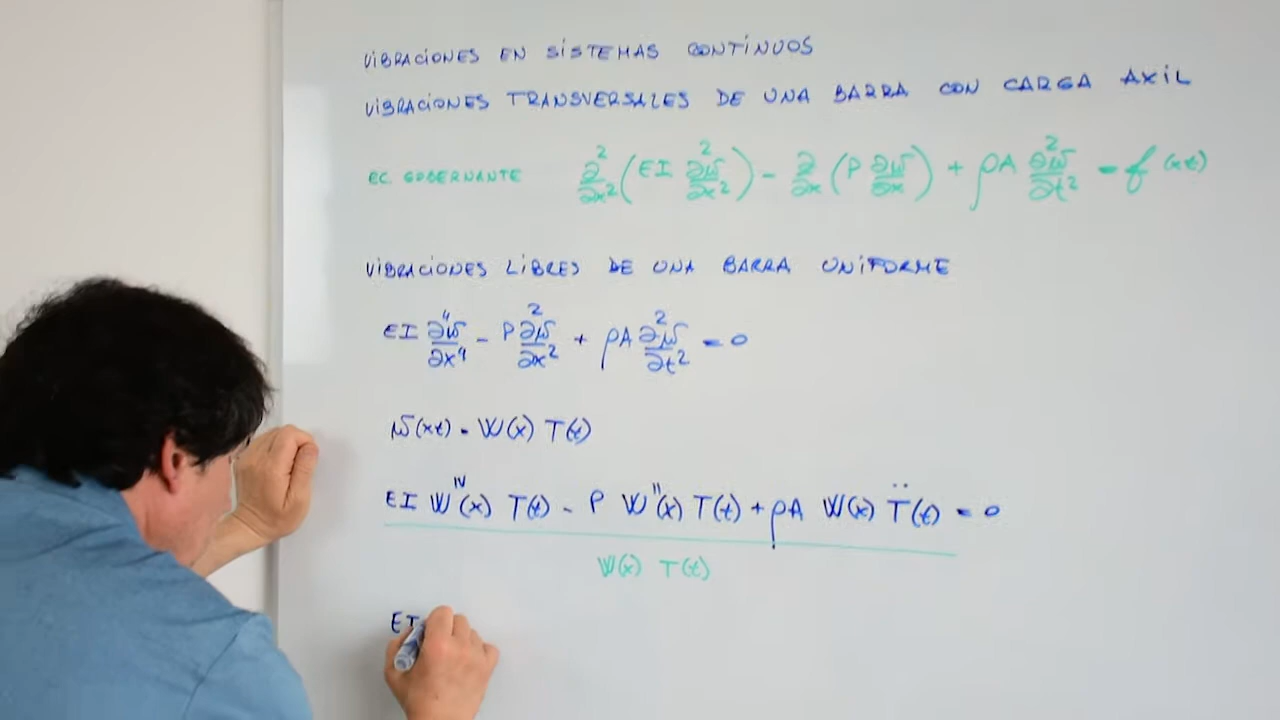 VIBRACIONES EN SISTEMAS CONTINUOS
VIBRACIONES TRANSVERSALES DE UNA BARRA CON CARGA AXIL
EC. GOBERNANTE ∂²/∂x² (EI ∂²w/∂x²) - ∂/∂x (P ∂w/∂x) + ρA ∂²w/∂t² = f(xt)
VIBRACIONES LIBRES DE UNA BARRA UNIFORME
EI ∂⁴w/∂x⁴ - P ∂²w/∂x² + ρA ∂²w/∂t² = 0
w(xt) = W(x) T(t)
EI W^IV(x) T(t) - P W''(x) T(t) + ρA W(x) T̈(t) = 0
W(x) T(t)
EI